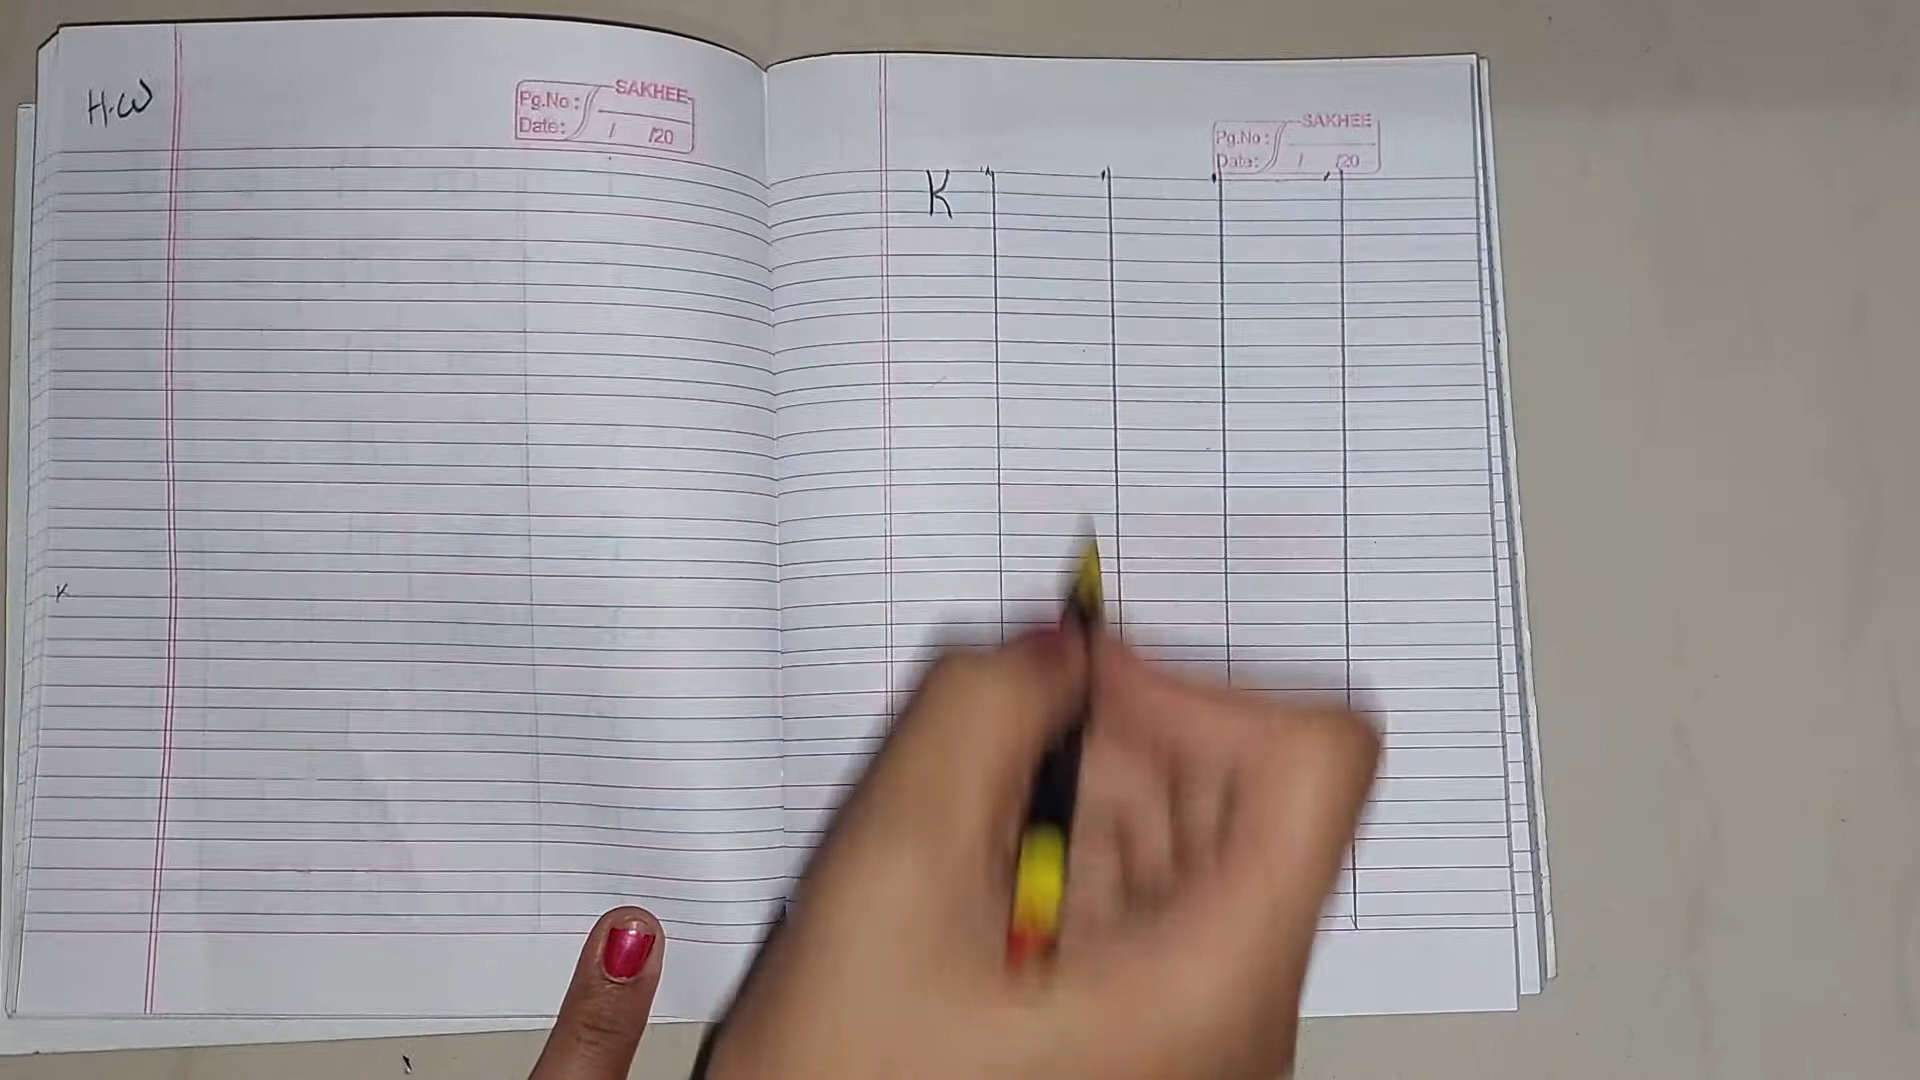 H.W
SAKHEE
Pg.No :
Date: / /20
K
SAKHEE
Pg.No :
Date: / /20
K